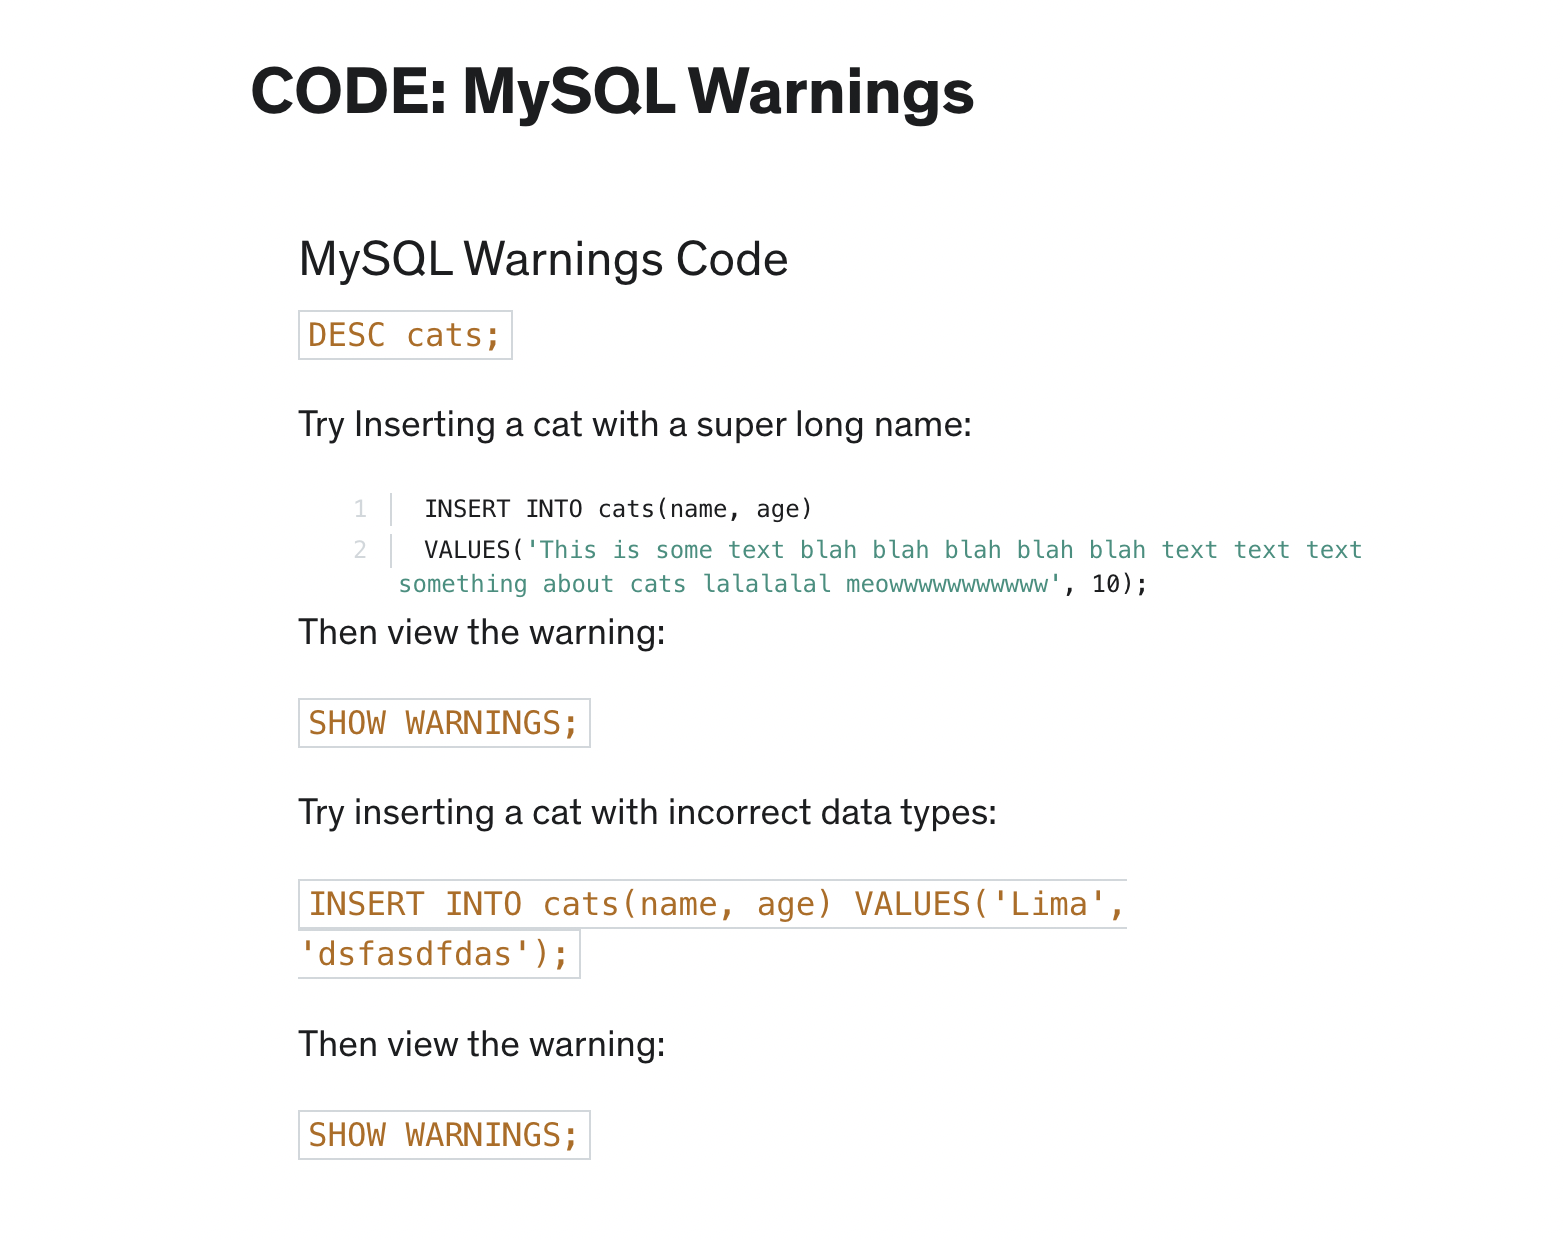 CODE: MySQL Warnings
MySQL Warnings Code
DESC cats;
Try Inserting a cat with a super long name:
1 INSERT INTO cats(name, age)
2 VALUES('This is some text blah blah blah blah blah text text text
something about cats lalalalal meowwwwwwwwwww', 10);
Then view the warning:
SHOW WARNINGS;
Try inserting a cat with incorrect data types:
INSERT INTO cats(name, age) VALUES('Lima',
'dsfasdfdas');
Then view the warning:
SHOW WARNINGS;